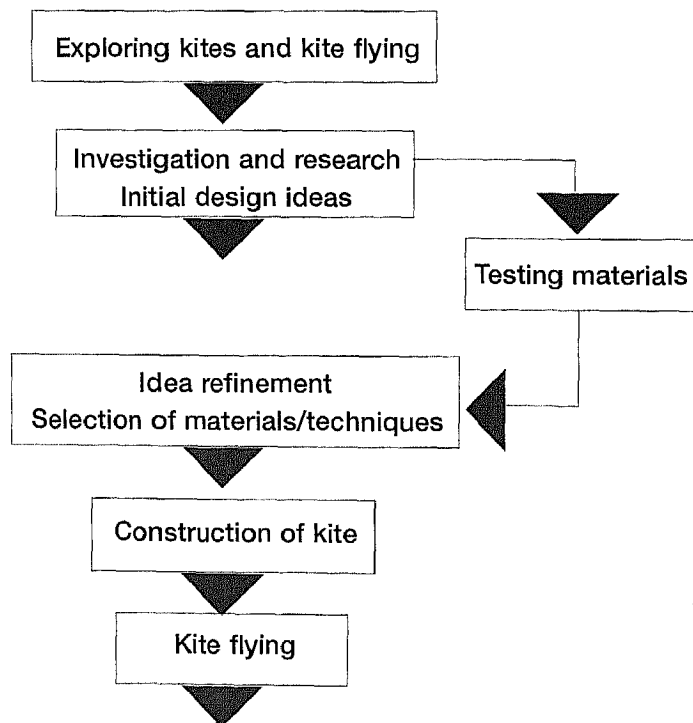 Exploring kites and kite flying
Investigation and research
Initial design ideas
Testing materials
Idea refinement
Selection of materials/techniques
Construction of kite
Kite flying